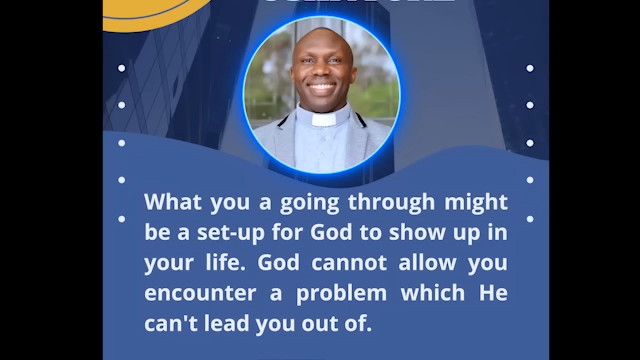 What you a going through might
be a set-up for God to show up in
your life. God cannot allow you
encounter a problem which He
can't lead you out of.